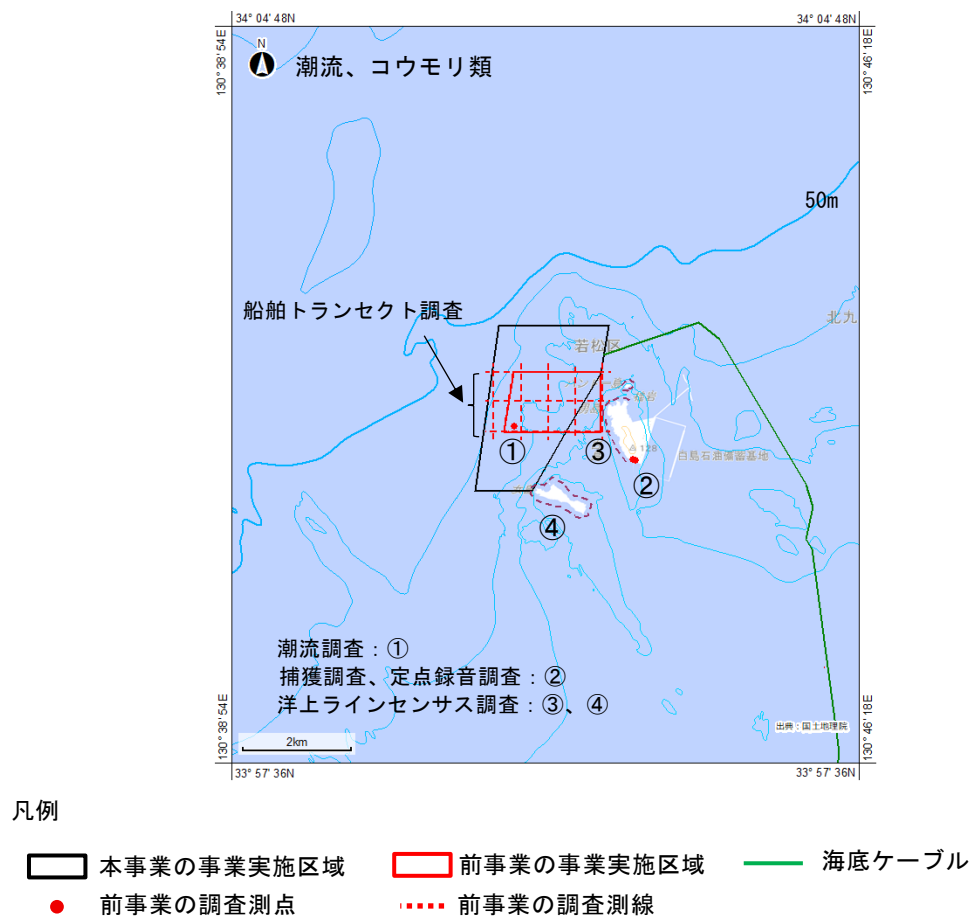 34° 04' 48N
34° 04' 48N
130° 38' 54E
130° 46' 18E
N
潮流、コウモリ類
50m
船舶トランセクト調査
北九
若松区
①
③
128
白島石油備蓄基地
②
④
潮流調査：①
捕獲調査、定点録音調査：②
洋上ラインセンサス調査：③、④
130° 38' 54E
130° 46' 18E
出典：国土地理院
2km
33° 57' 36N
33° 57' 36N
凡例
本事業の事業実施区域
前事業の事業実施区域
海底ケーブル
前事業の調査測点
前事業の調査測線